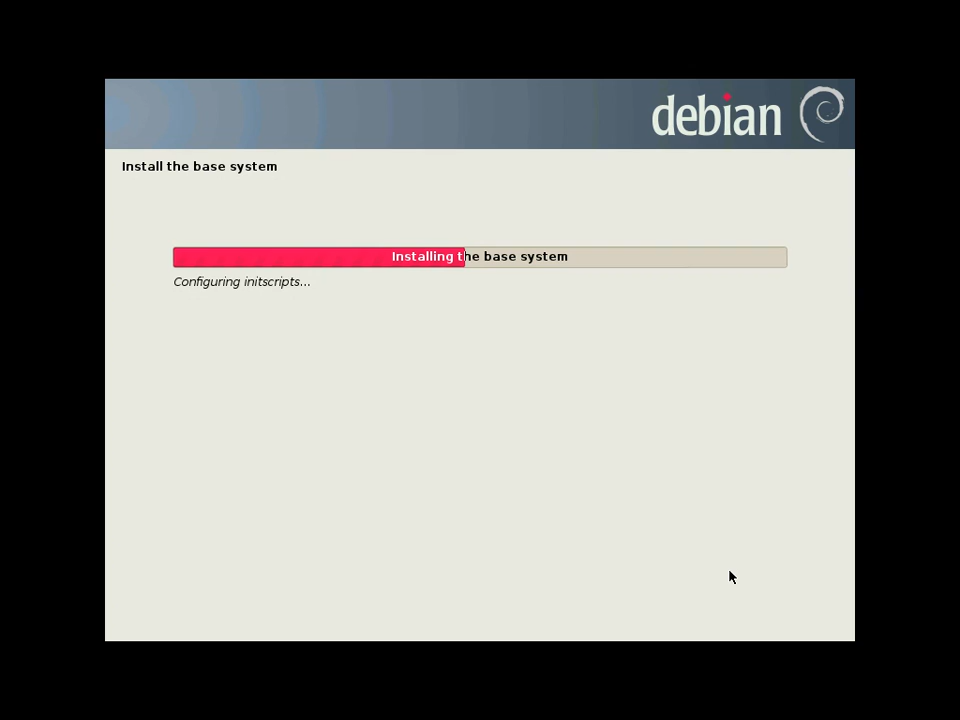 debian
Install the base system
Installing the base system
Configuring initscripts...